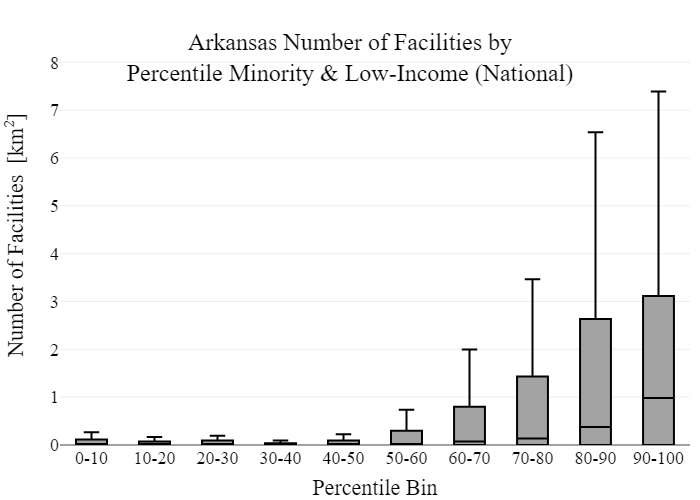 Arkansas Number of Facilities by
Percentile Minority & Low-Income (National)
Number of Facilities [km²]
8
7
6
5
4
3
2
1
0
0-10 10-20 20-30 30-40 40-50 50-60 60-70 70-80 80-90 90-100
Percentile Bin